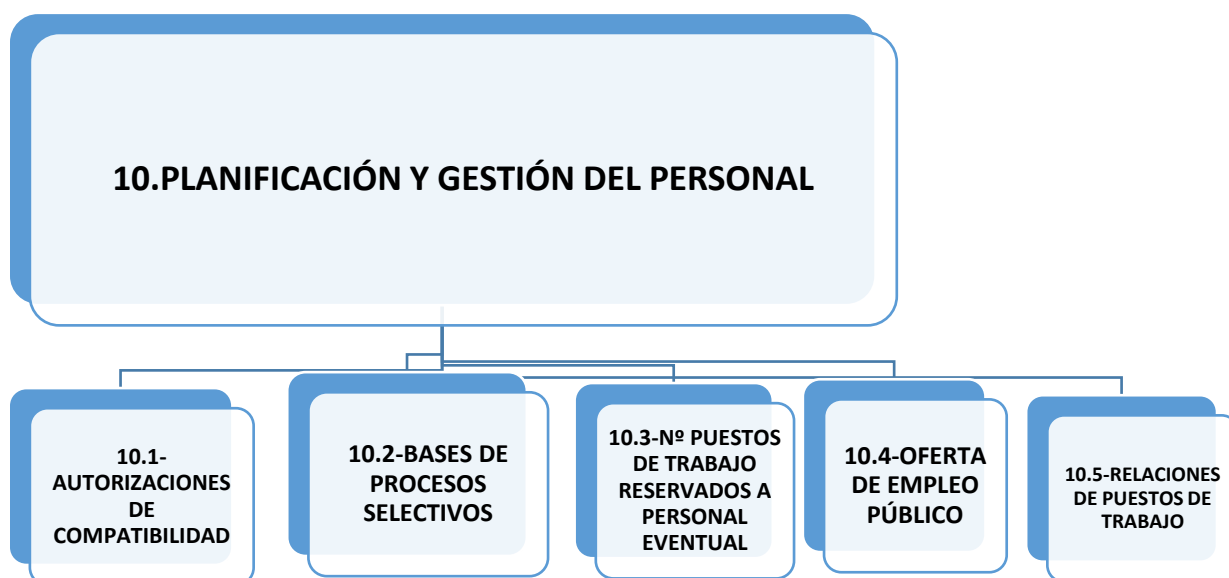 10.PLANIFICACIÓN Y GESTIÓN DEL PERSONAL
10.1-
AUTORIZACIONES
DE
COMPATIBILIDAD
10.2-BASES DE
PROCESOS
SELECTIVOS
10.3-Nº PUESTOS
DE TRABAJO
RESERVADOS A
PERSONAL
EVENTUAL
10.4-OFERTA
DE EMPLEO
PÚBLICO
10.5-RELACIONES
DE PUESTOS DE
TRABAJO